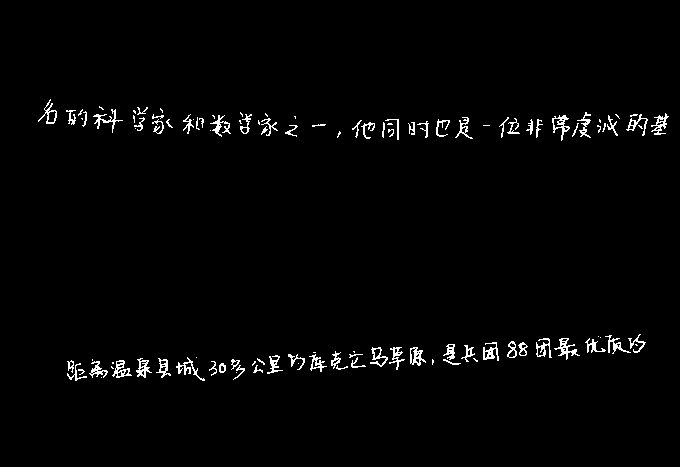 名的科学家和数学家之一，他同时也是一位非常虔诚的基
距离温泉县城30多公里的库克它马草原，是兵团88团最优质的